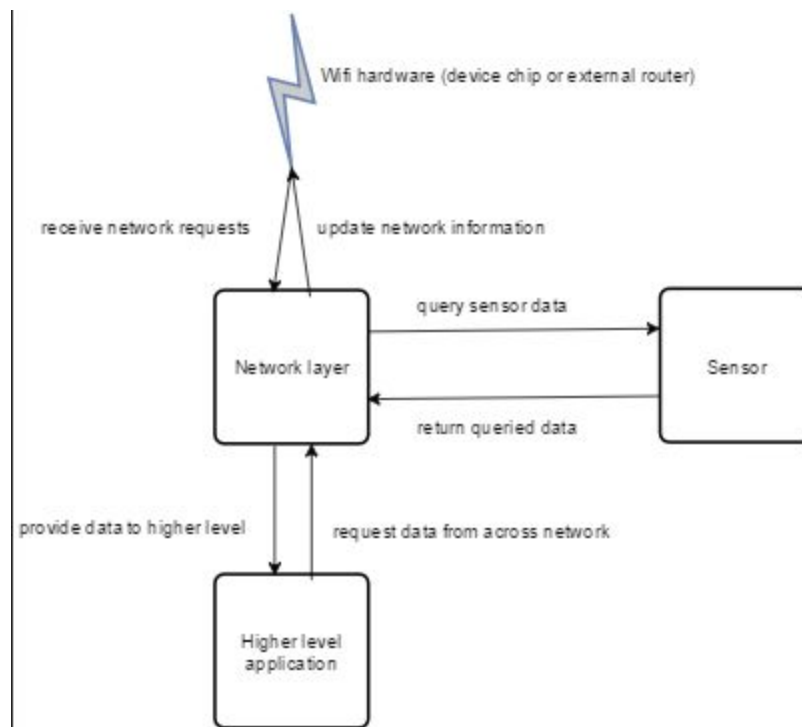 Wifi hardware (device chip or external router)
receive network requests
update network information
query sensor data
Network layer
Sensor
return queried data
provide data to higher level
request data from across network
Higher level
application